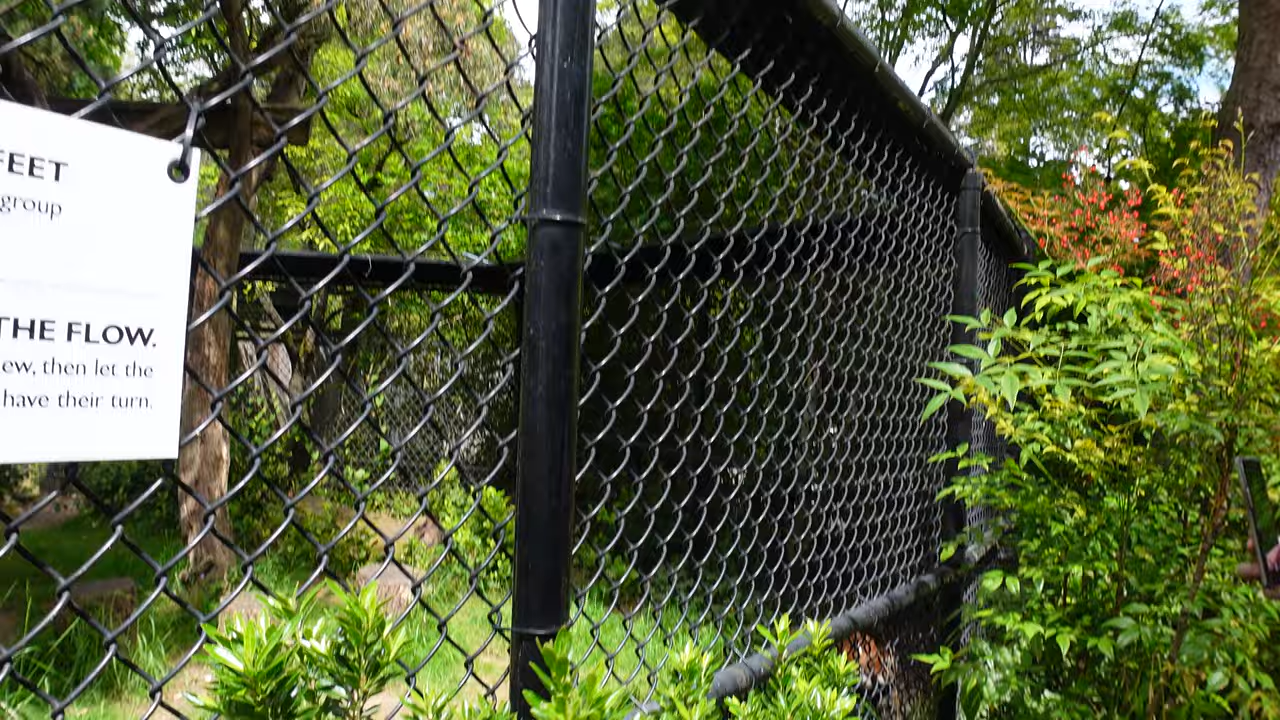 FEET
group
THE FLOW.
ew, then let the
have their turn.